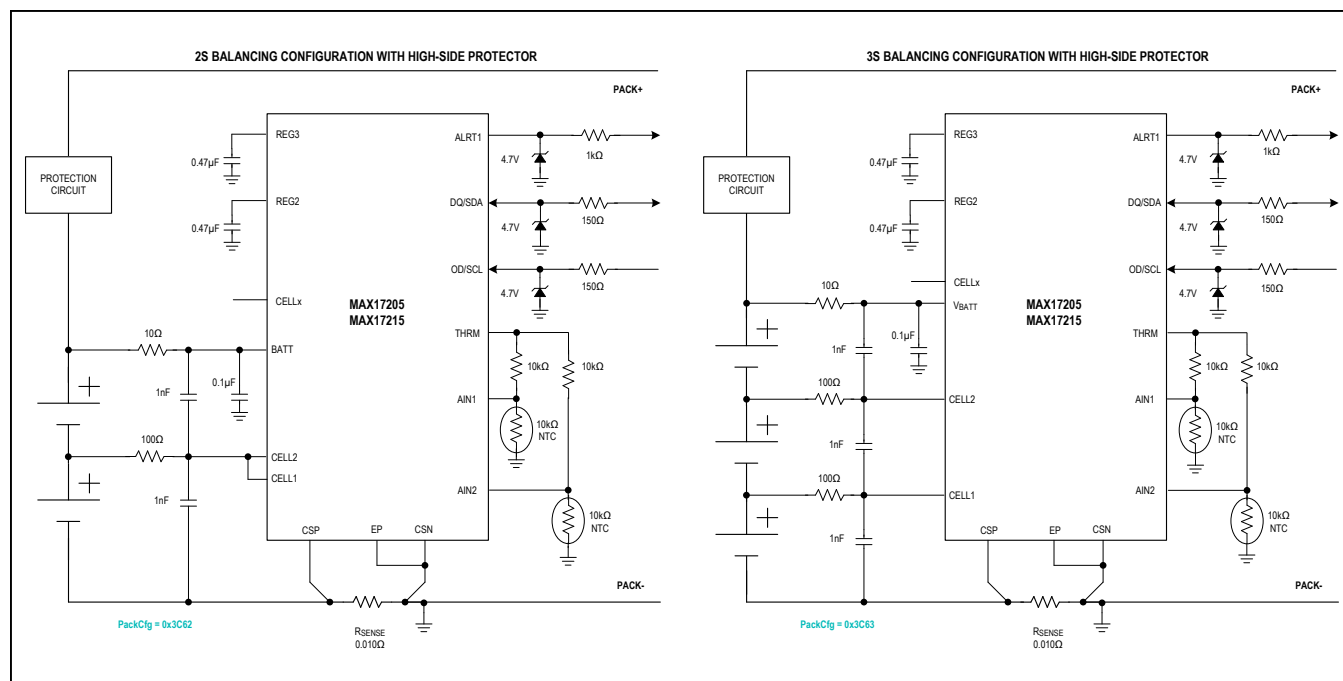 2S BALANCING CONFIGURATION WITH HIGH-SIDE PROTECTOR
PACK+
REG3
0.47µF
PROTECTION
CIRCUIT
REG2
0.47µF
CELLx
MAX17205
MAX17215
10Ω
BATT
1nF
0.1µF
100Ω
CELL2
CELL1
1nF
ALRT1
4.7V
1kΩ
DQ/SDA
4.7V
150Ω
OD/SCL
4.7V
150Ω
THRM
10kΩ
10kΩ
AIN1
10kΩ
NTC
AIN2
10kΩ
NTC
CSP
EP
CSN
PACK-
PackCfg = 0x3C62
RSENSE
0.010Ω
3S BALANCING CONFIGURATION WITH HIGH-SIDE PROTECTOR
PACK+
REG3
0.47µF
PROTECTION
CIRCUIT
REG2
0.47µF
CELLx
MAX17205
MAX17215
10Ω
VBATT
1nF
0.1µF
100Ω
CELL2
1nF
100Ω
CELL1
1nF
ALRT1
4.7V
1kΩ
DQ/SDA
4.7V
150Ω
OD/SCL
4.7V
150Ω
THRM
10kΩ
10kΩ
AIN1
10kΩ
NTC
AIN2
10kΩ
NTC
CSP
EP
CSN
PACK-
PackCfg = 0x3C63
RSENSE
0.010Ω